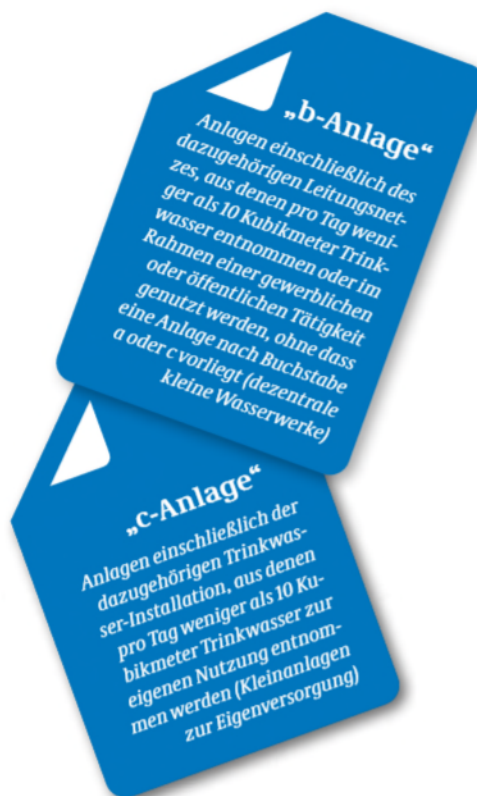 „b-Anlage“
Anlagen einschließlich des
dazugehörigen Leitungsnet-
zes, aus denen pro Tag weni-
ger als 10 Kubikmeter Trink-
wasser entnommen oder im
Rahmen einer gewerblichen
oder öffentlichen Tätigkeit
genutzt werden, ohne dass
eine Anlage nach Buchstabe
a oder c vorliegt (dezentrale
kleine Wasserwerke)
„c-Anlage“
Anlagen einschließlich der
dazugehörigen Trinkwas-
ser-Installation, aus denen
pro Tag weniger als 10 Ku-
bikmeter Trinkwasser zur
eigenen Nutzung entnom-
men werden (Kleinanlagen
zur Eigenversorgung)